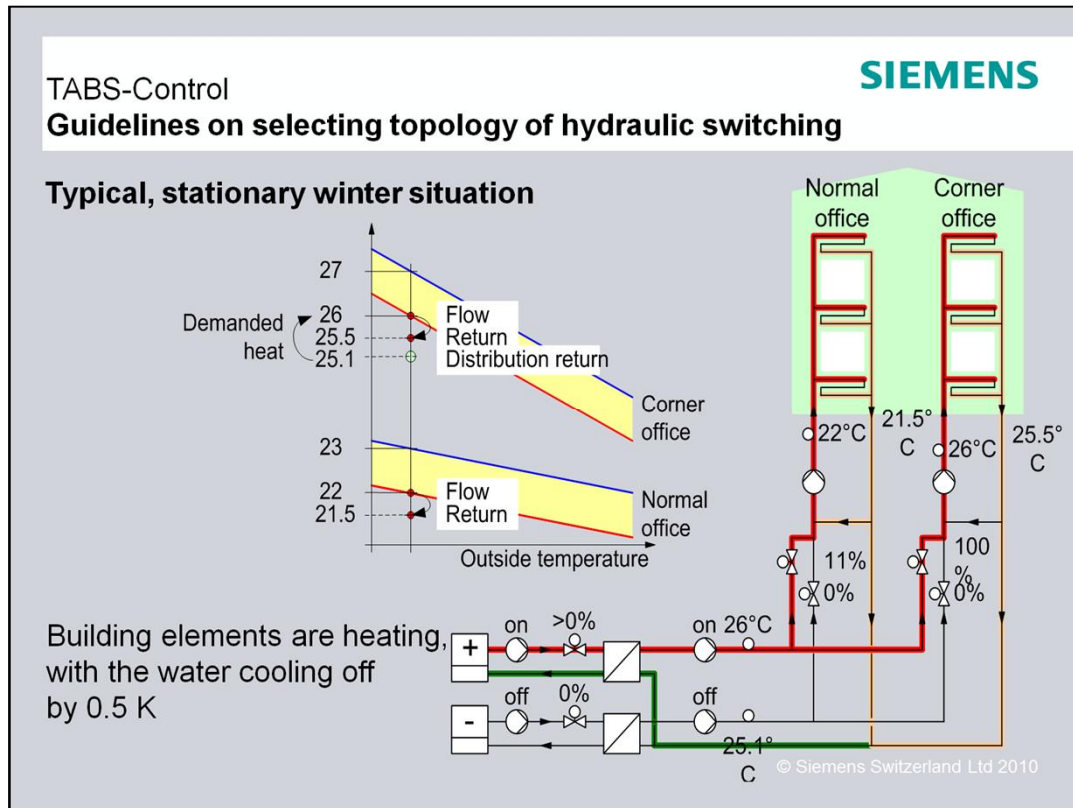 SIEMENS
TABS-Control
Guidelines on selecting topology of hydraulic switching
Typical, stationary winter situation
Normal
office
Corner
office
27
26
25.5
25.1
Demanded
heat
Flow
Return
Distribution return
Corner
office
23
22
21.5
Flow
Return
Normal
office
Outside temperature
22°C
21.5°
C
26°C
25.5°
C
11%
0%
100
%
0%
Building elements are heating,
with the water cooling off
by 0.5 K
+
on
>0%
on
26°C
-
off
0%
off
25.1°
C
© Siemens Switzerland Ltd 2010